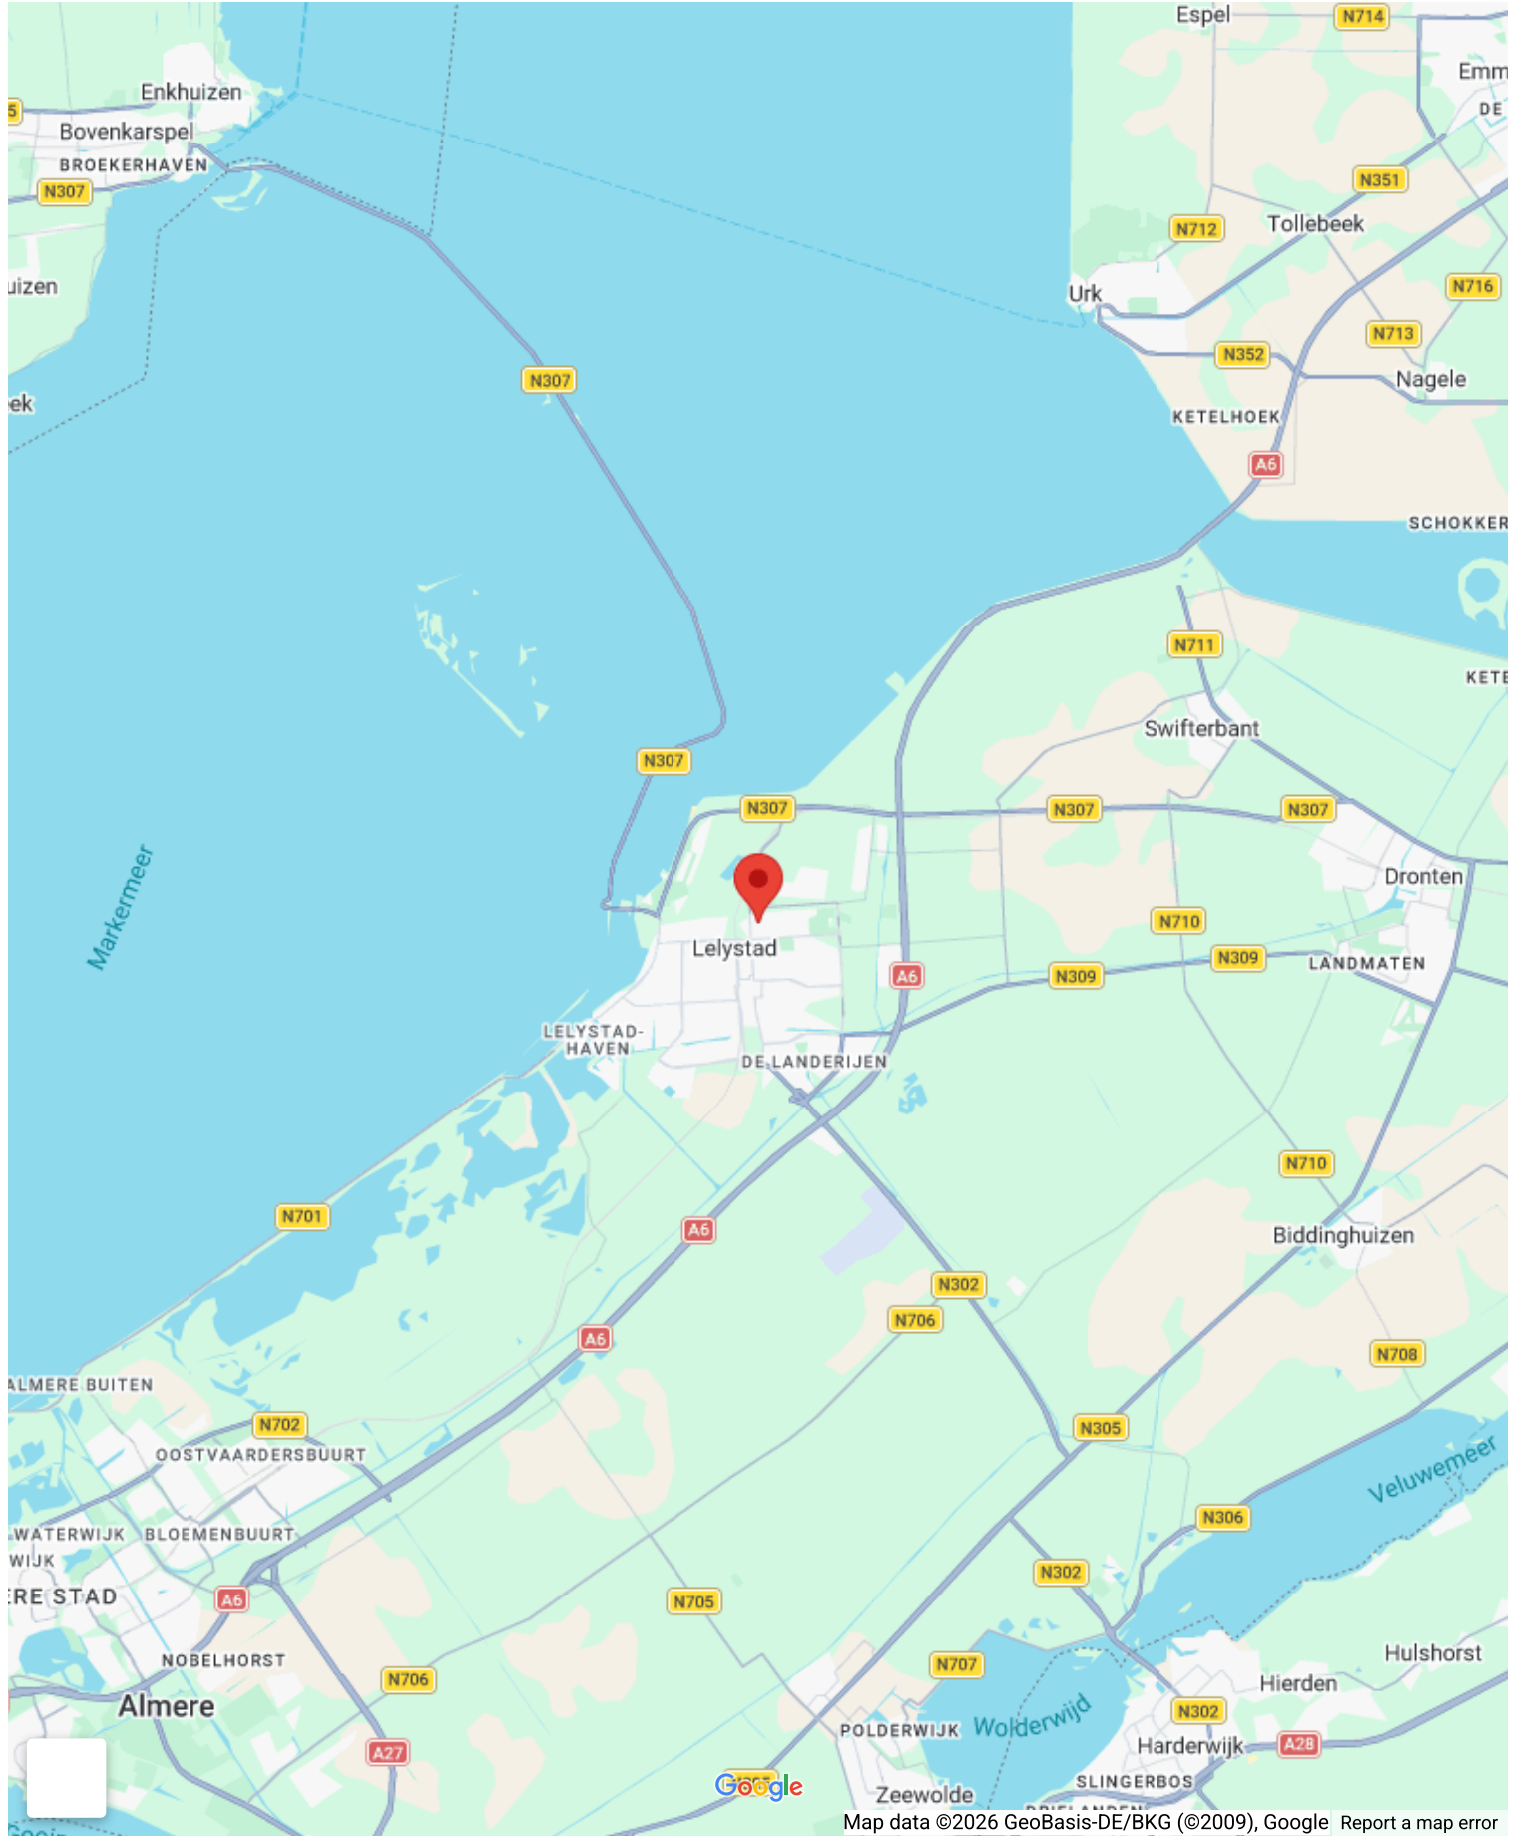 Espel
N714
Emm
DE
Enkhuizen
5
Bovenkarspel
BROEKERHAVEN
N307
N351
Tollebeek
N712
uizen
Urk
N716
N713
N352
N307
Nagele
eek
KETELHOEK
A6
SCHOKKER
N711
KETE
Swifterbant
N307
N307
N307
N307
Markermeer
Dronten
N710
Lelystad
A6
N309
N309
LANDMATEN
LELYSTAD-
HAVEN
DE LANDERIJEN
N710
N701
A6
Biddinghuizen
N302
N706
A6
N708
ALMERE BUITEN
N702
N305
OOSTVAARDERSBUURT
Veluwemeer
N306
WATERWIJK
BLOEMENBUURT
WIJK
N302
ERE STAD
A6
N705
NOBELHORST
N707
Hulshorst
N706
Hierden
Almere
Wolderwijd
N302
POLDERWIJK
A27
Harderwijk
A28
SLINGERBOS
Google
Zeewolde
Map data ©2026 GeoBasis-DE/BKG (©2009), Google
Report a map error